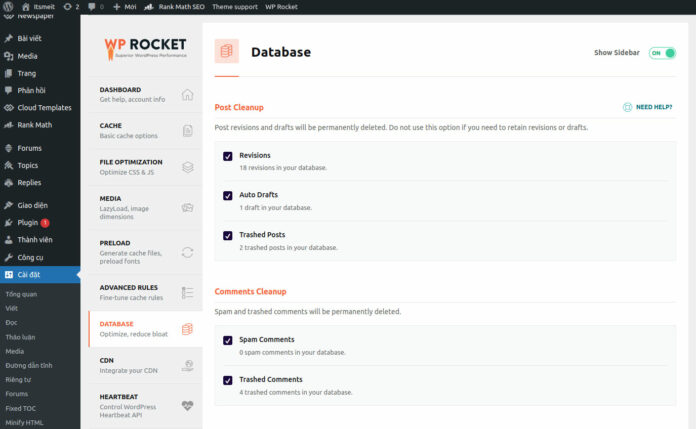 Itsmeit 2 0 Mới Rank Math SEO Theme support WP Rocket
Newspaper
Bài viết
Media
Trang
Phản hồi
Cloud Templates
Rank Math
Forums
Topics
Replies
Giao diện
Plugin 1
Thành viên
Công cụ
Cài đặt
Tổng quan
Viết
Đọc
Thảo luận
Media
Đường dẫn tĩnh
Riêng tư
Forums
Fixed TOC
Minify HTML
WP ROCKET
Superior WordPress Performance
DASHBOARD
Get help, account info
CACHE
Basic cache options
FILE OPTIMIZATION
Optimize CSS & JS
MEDIA
LazyLoad, image
dimensions
PRELOAD
Generate cache files,
preload fonts
ADVANCED RULES
Fine-tune cache rules
DATABASE
Optimize, reduce bloat
CDN
Integrate your CDN
HEARTBEAT
Control WordPress
Heartbeat API
Database
Show Sidebar ON
Post Cleanup
NEED HELP?
Post revisions and drafts will be permanently deleted. Do not use this option if you need to retain revisions or drafts.
Revisions
18 revisions in your database.
Auto Drafts
1 draft in your database.
Trashed Posts
2 trashed posts in your database.
Comments Cleanup
Spam and trashed comments will be permanently deleted.
Spam Comments
0 spam comments in your database.
Trashed Comments
4 trashed comments in your database.